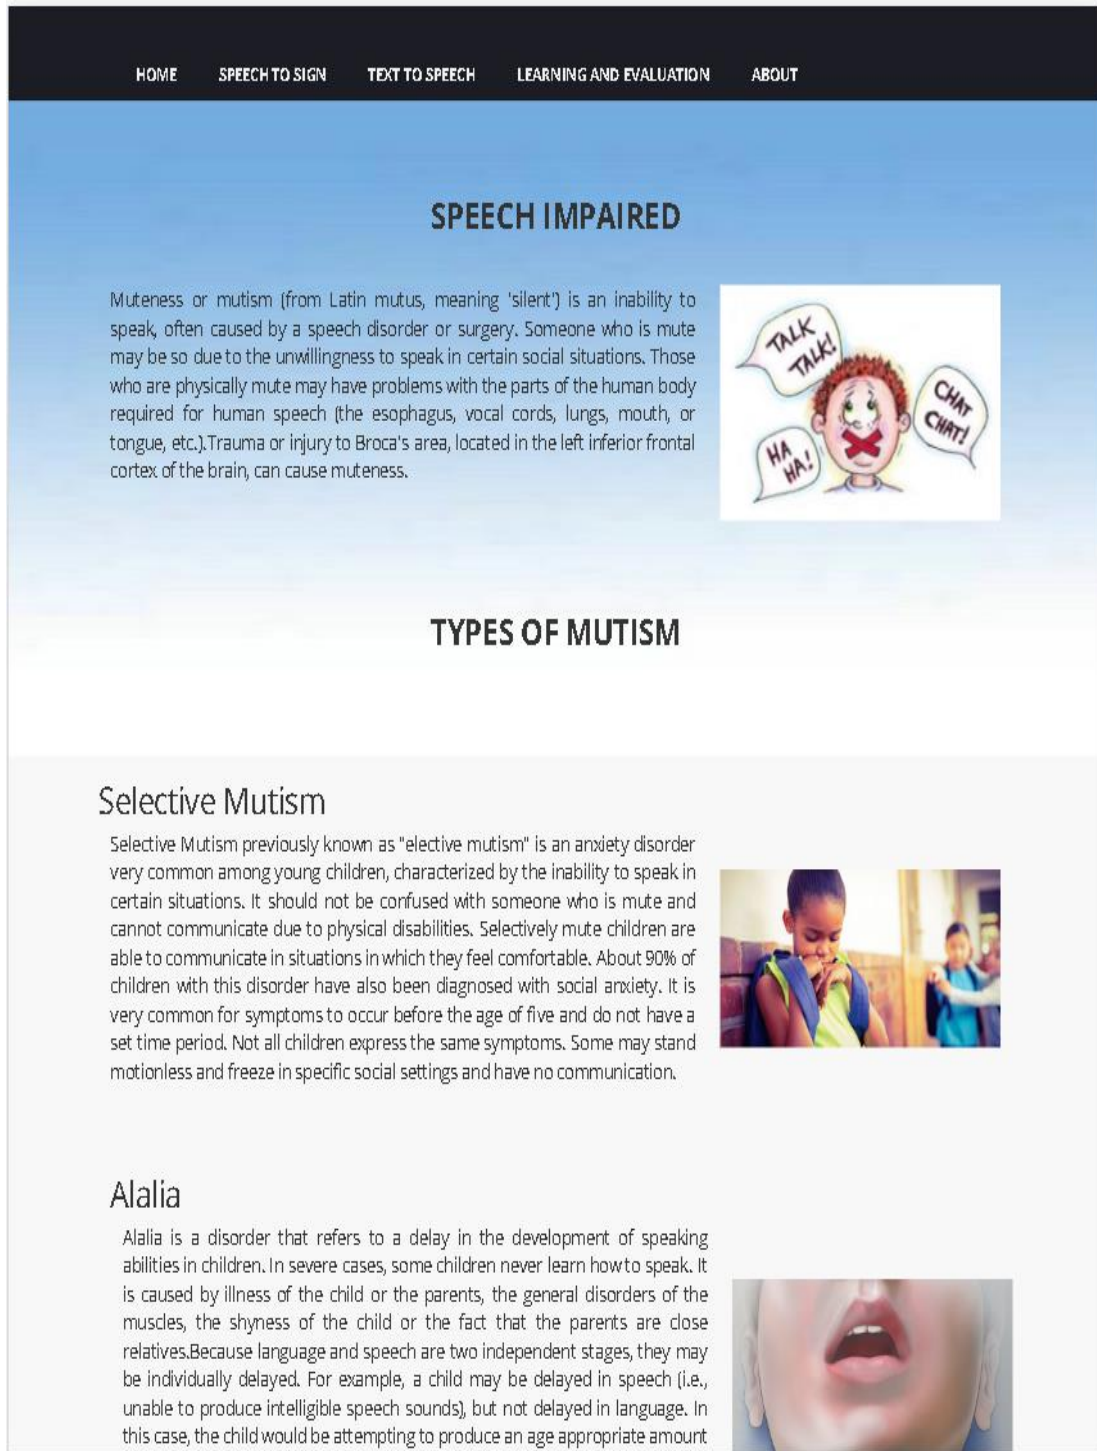 HOME SPEECH TO SIGN TEXT TO SPEECH LEARNING AND EVALUATION ABOUT
SPEECH IMPAIRED
Muteness or mutism (from Latin mutus, meaning 'silent') is an inability to
speak, often caused by a speech disorder or surgery. Someone who is mute
may be so due to the unwillingness to speak in certain social situations. Those
who are physically mute may have problems with the parts of the human body
required for human speech (the esophagus, vocal cords, lungs, mouth, or
tongue, etc.).Trauma or injury to Broca's area, located in the left inferior frontal
cortex of the brain, can cause muteness.
TALK
TALK!
CHAT
CHAT!
HA
HA!
TYPES OF MUTISM
Selective Mutism
Selective Mutism previously known as "elective mutism" is an anxiety disorder
very common among young children, characterized by the inability to speak in
certain situations. It should not be confused with someone who is mute and
cannot communicate due to physical disabilities. Selectively mute children are
able to communicate in situations in which they feel comfortable. About 90% of
children with this disorder have also been diagnosed with social anxiety. It is
very common for symptoms to occur before the age of five and do not have a
set time period. Not all children express the same symptoms. Some may stand
motionless and freeze in specific social settings and have no communication.
Alalia
Alalia is a disorder that refers to a delay in the development of speaking
abilities in children. In severe cases, some children never learn how to speak. It
is caused by illness of the child or the parents, the general disorders of the
muscles, the shyness of the child or the fact that the parents are close
relatives.Because language and speech are two independent stages, they may
be individually delayed. For example, a child may be delayed in speech (i.e.,
unable to produce intelligible speech sounds), but not delayed in language. In
this case, the child would be attempting to produce an age appropriate amount